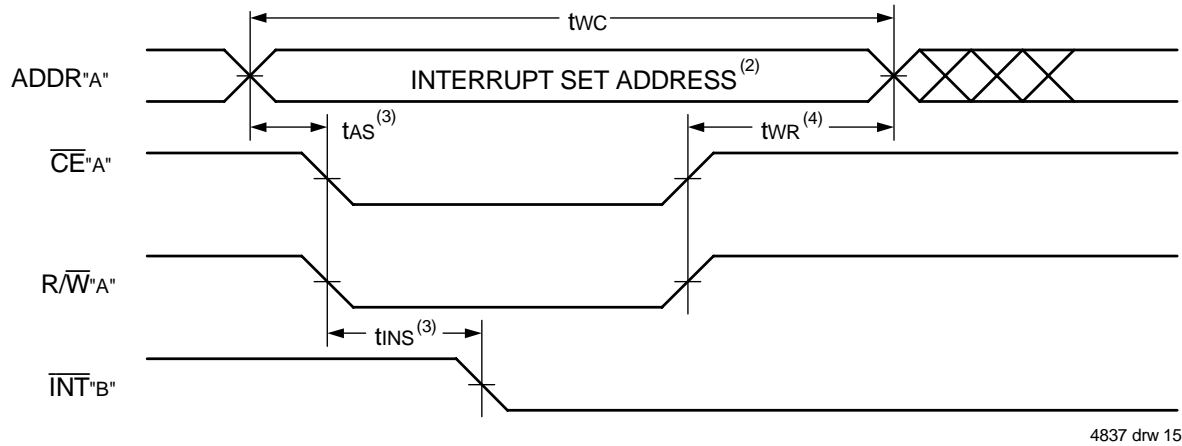 tWC
ADDR"A"
INTERRUPT SET ADDRESS(2)
tAS(3)
tWR(4)
CE"A"
R/W"A"
tINS(3)
INT"B"
4837 drw 15